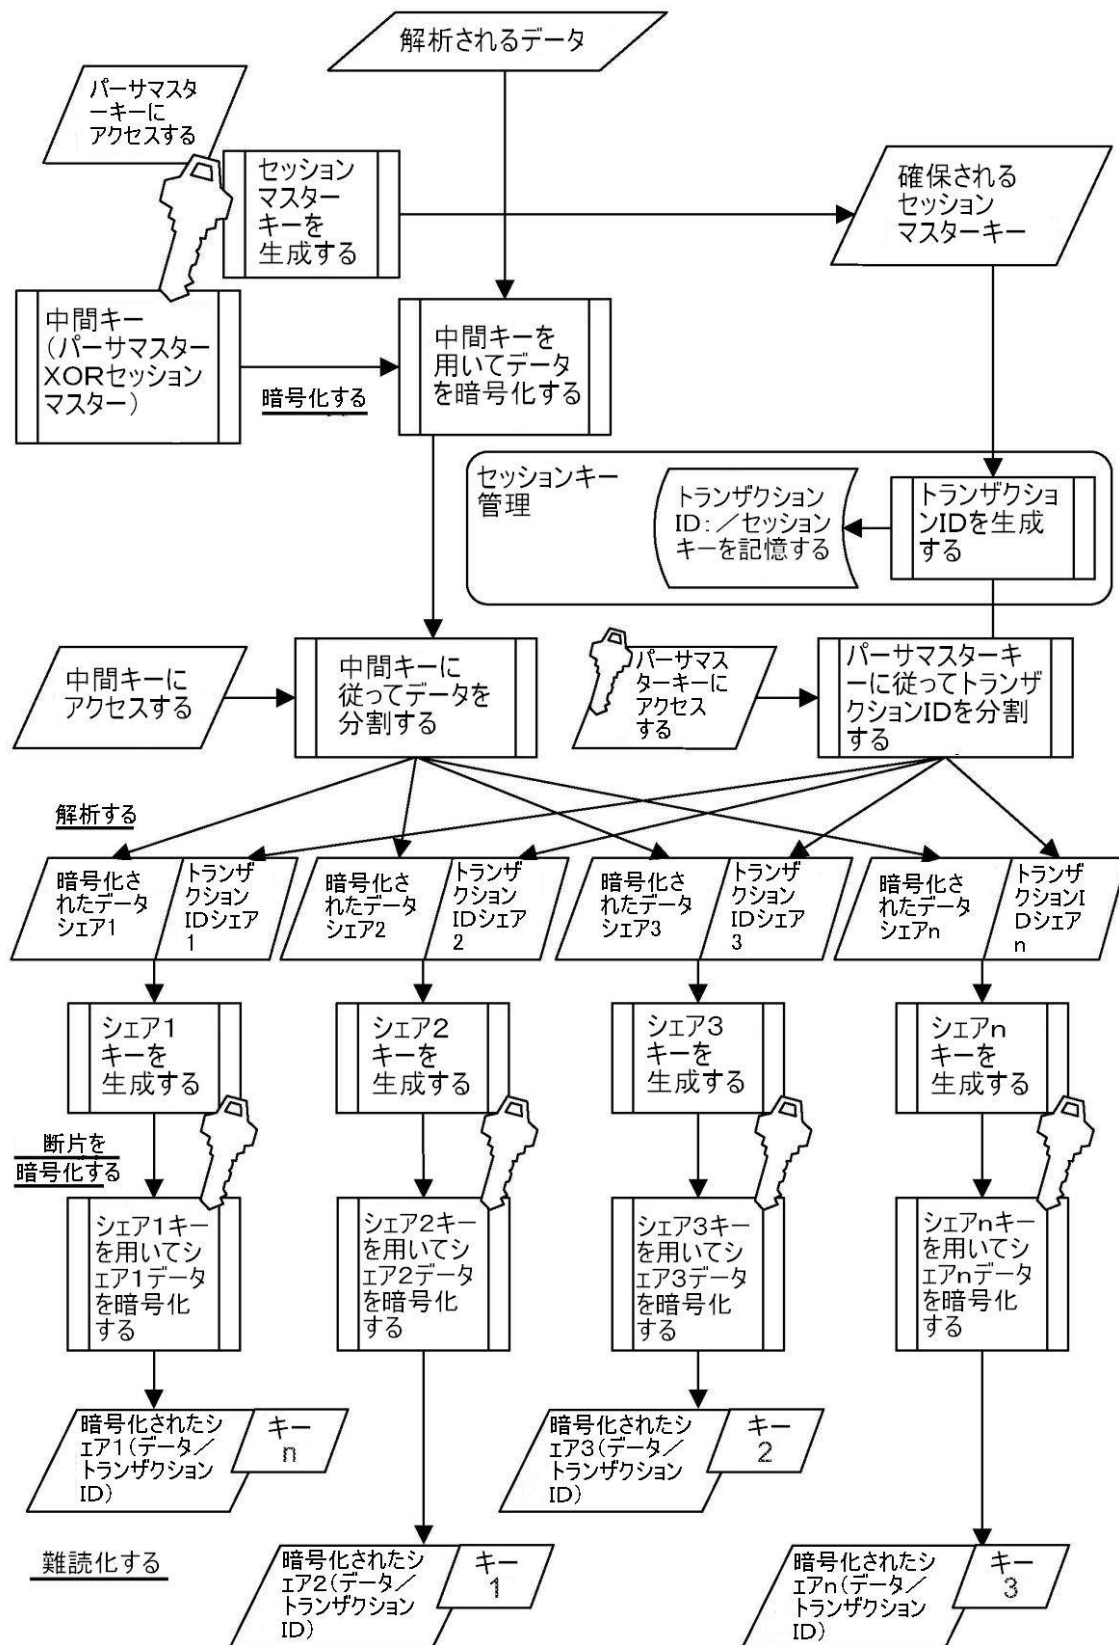 解析されるデータ
パーサマスタ
ーキーに
アクセスする
セッション
マスター
キーを
生成する
確保される
セッション
マスターキー
中間キー
(パーサマスター
XORセッション
マスター)
暗号化する
中間キーを
用いてデータ
を暗号化する
セッションキー
管理
トランザクション
ID:／セッション
キーを記憶する
トランザクショ
ンIDを生成
する
中間キーに
アクセスする
中間キーに
従ってデータを
分割する
パーサマス
ターキーに
アクセス
する
パーサマスターキ
ーに従ってトランザ
クションIDを分割
する
解析する
暗号化さ
れたデータ
シェア1
トランザ
クション
IDシェア
1
暗号化さ
れたデータ
シェア2
トランザ
クション
IDシェア
2
暗号化さ
れたデータ
シェア3
トランザ
クション
IDシェア
3
暗号化さ
れたデータ
シェアn
トランザ
クションI
Dシェア
n
シェア1
キーを
生成する
シェア2
キーを
生成する
シェア3
キーを
生成する
シェアn
キーを
生成する
断片を
暗号化する
シェア1キー
を用いてシ
ェア1データ
を暗号化
する
シェア2キー
を用いてシ
ェア2データ
を暗号化
する
シェア3キー
を用いてシ
ェア3データ
を暗号化
する
シェアnキー
を用いてシ
ェアnデータ
を暗号化
する
暗号化されたシ
ェア1(データ／
トランザクション
ID)
キー
n
暗号化されたシ
ェア3(データ／
トランザクション
ID)
キー
2
難読化する
暗号化されたシ
ェア2(データ／
トランザクション
ID)
キー
1
暗号化されたシ
ェアn(データ／
トランザクション
ID)
キー
3